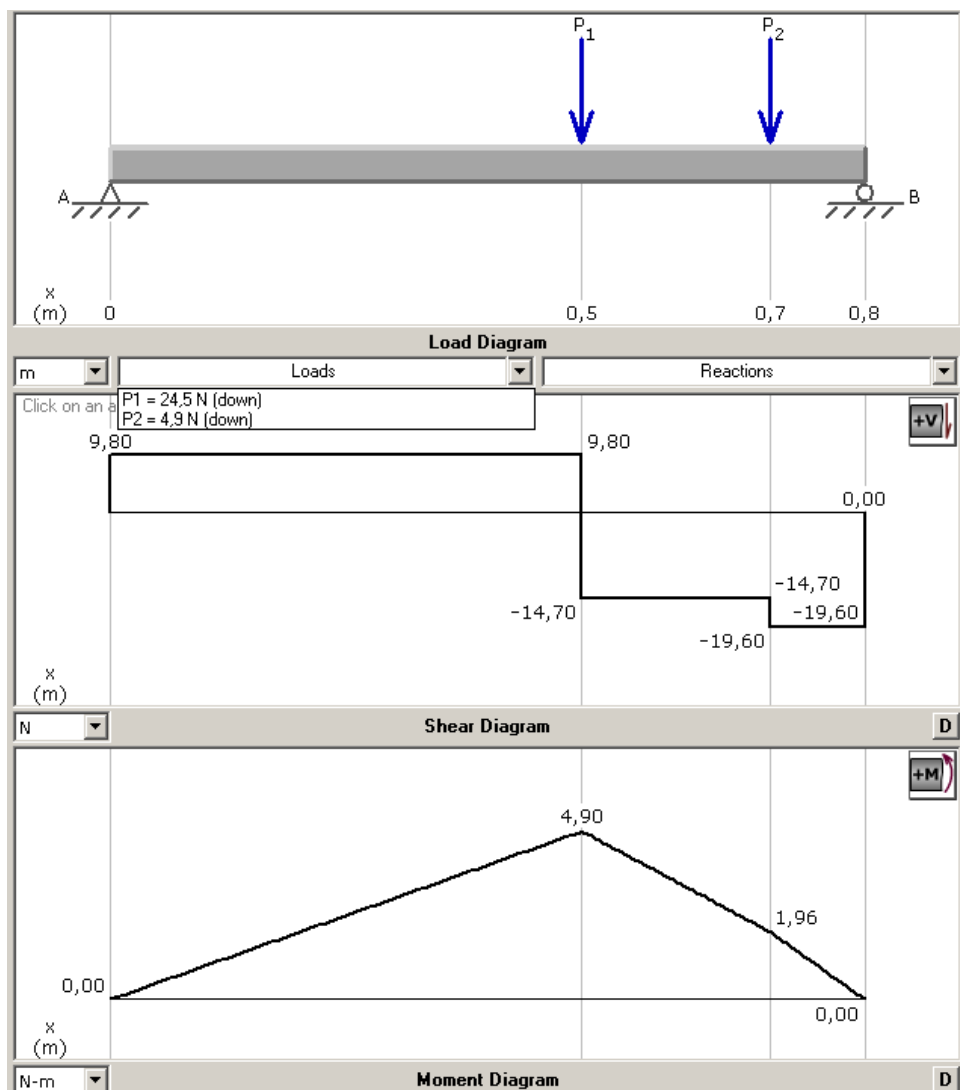 P1 P2
A B
x
(m) 0 0,5 0,7 0,8
Load Diagram
m Loads Reactions
Click on an a
P1 = 24,5 N (down)
P2 = 4,9 N (down)
+V
9,80 9,80
0,00
-14,70
-14,70 -19,60
-19,60
x
(m)
N Shear Diagram D
+M
4,90
1,96
0,00
0,00
x
(m)
N-m Moment Diagram D